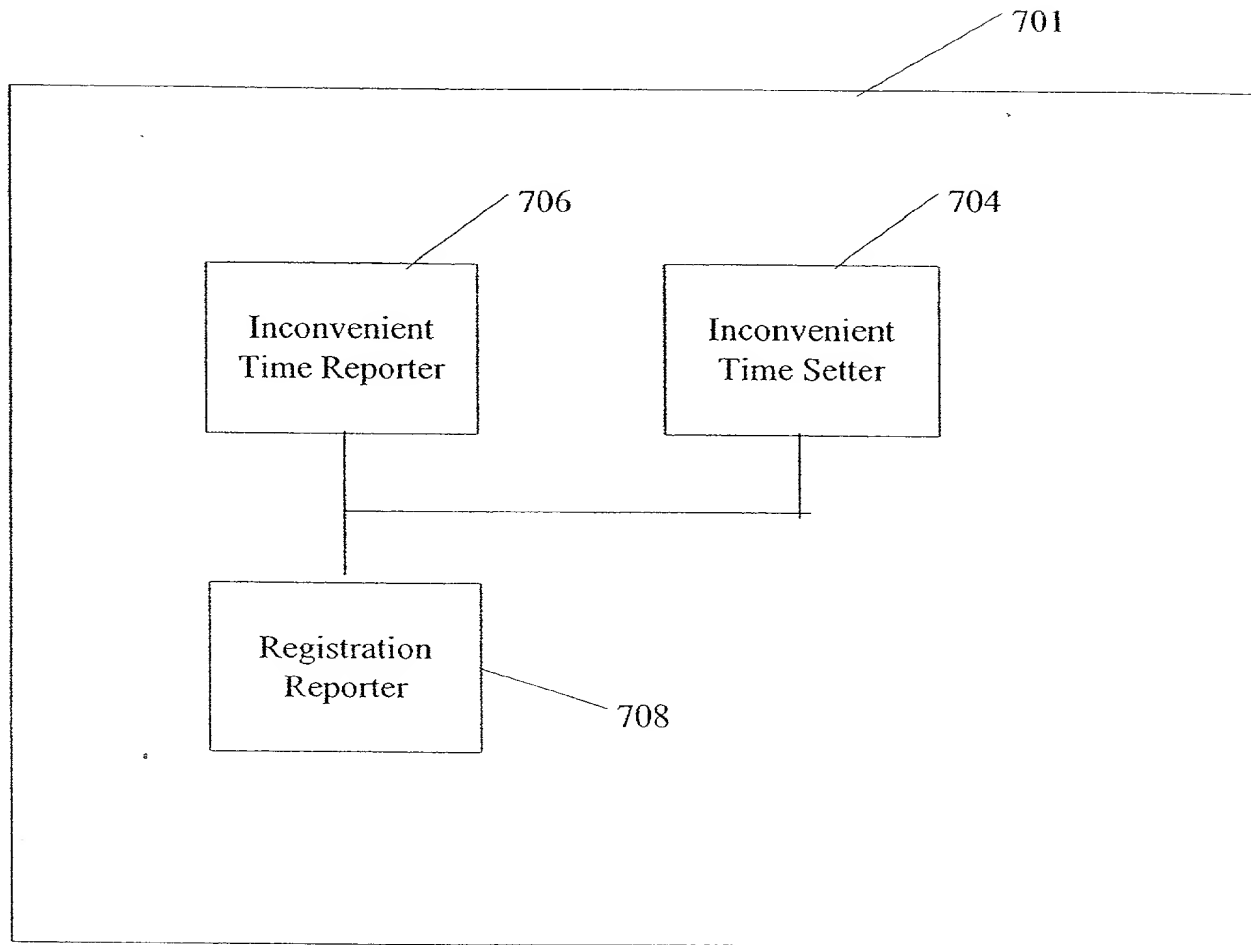 701
706
704
Inconvenient
Time Reporter
Inconvenient
Time Setter
Registration
Reporter
708